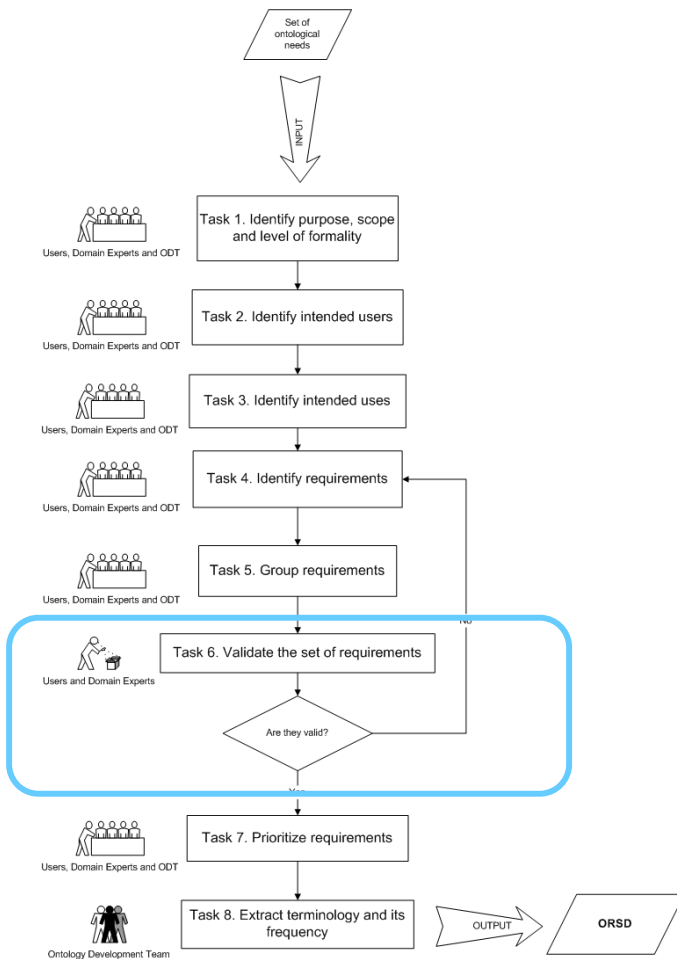 Set of
ontological
needs
INPUT
Task 1. Identify purpose, scope
and level of formality
Users, Domain Experts and ODT
Task 2. Identify intended users
Users, Domain Experts and ODT
Task 3. Identify intended uses
Users, Domain Experts and ODT
Task 4. Identify requirements
Users, Domain Experts and ODT
Task 5. Group requirements
Users, Domain Experts and ODT
No
Task 6. Validate the set of requirements
Users and Domain Experts
Are they valid?
Yes
Task 7. Prioritize requirements
Users, Domain Experts and ODT
Task 8. Extract terminology and its
frequency
Ontology Development Team
OUTPUT
ORSD